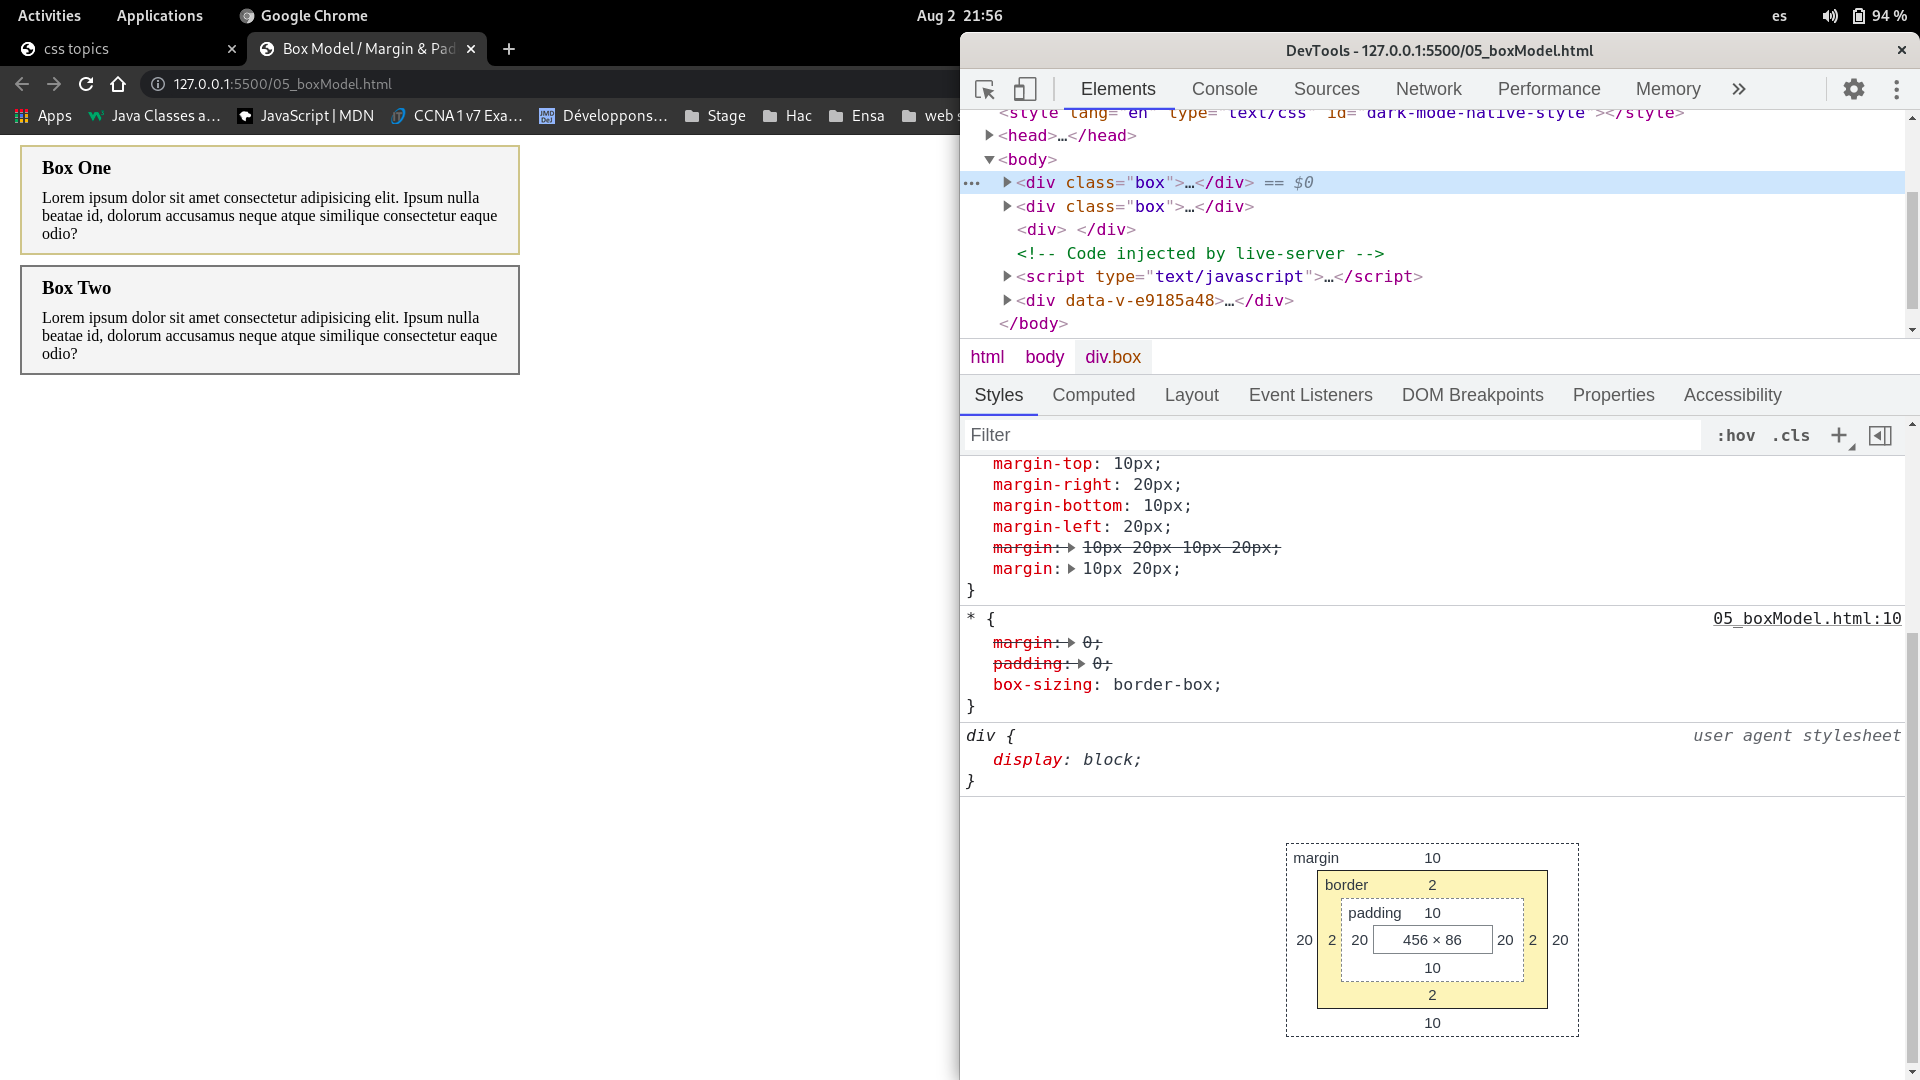 Activities Applications Google Chrome Aug 2 21:56 es 94 %
css topics Box Model / Margin & Pad
127.0.0.1:5500/05_boxModel.html
Apps Java Classes a… JavaScript | MDN CCNA 1 v7 Exa… Développons… Stage Hac Ensa web s
Box One
Lorem ipsum dolor sit amet consectetur adipisicing elit. Ipsum nulla
beatae id, dolorum accusamus neque atque similique consectetur eaque
odio?
Box Two
Lorem ipsum dolor sit amet consectetur adipisicing elit. Ipsum nulla
beatae id, dolorum accusamus neque atque similique consectetur eaque
odio?
DevTools - 127.0.0.1:5500/05_boxModel.html
Elements Console Sources Network Performance Memory
<style lang="en" type="text/css" id="dark-mode-native-style"></style>
<head>…</head>
<body>
<div class="box">…</div> == $0
<div class="box">…</div>
<div> </div>
<!-- Code injected by live-server -->
<script type="text/javascript">…</script>
<div data-v-e9185a48>…</div>
</body>
html body div.box
Styles Computed Layout Event Listeners DOM Breakpoints Properties Accessibility
Filter :hov .cls
margin-top: 10px;
margin-right: 20px;
margin-bottom: 10px;
margin-left: 20px;
margin: 10px 20px 10px 20px;
margin: 10px 20px;
}
* { 05_boxModel.html:10
margin: 0;
padding: 0;
box-sizing: border-box;
}
div { user agent stylesheet
display: block;
}
margin 10
border 2
padding 10
20 2 20 456 × 86 20 2 20
10
2
10